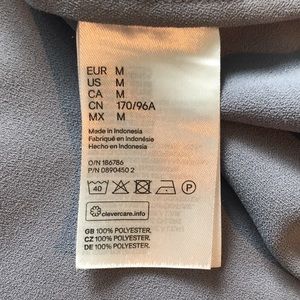 EUR M
US M
CA M
CN 170/96A
MX M
Made in Indonesia
Fabriqué en Indonésie
Hecho en Indonesia
O/N 186786
P/N 0890450 2
40 P
clevercare.info
GB 100% POLYESTER.
CZ 100% POLYESTER.
DE 100% POLYESTER.